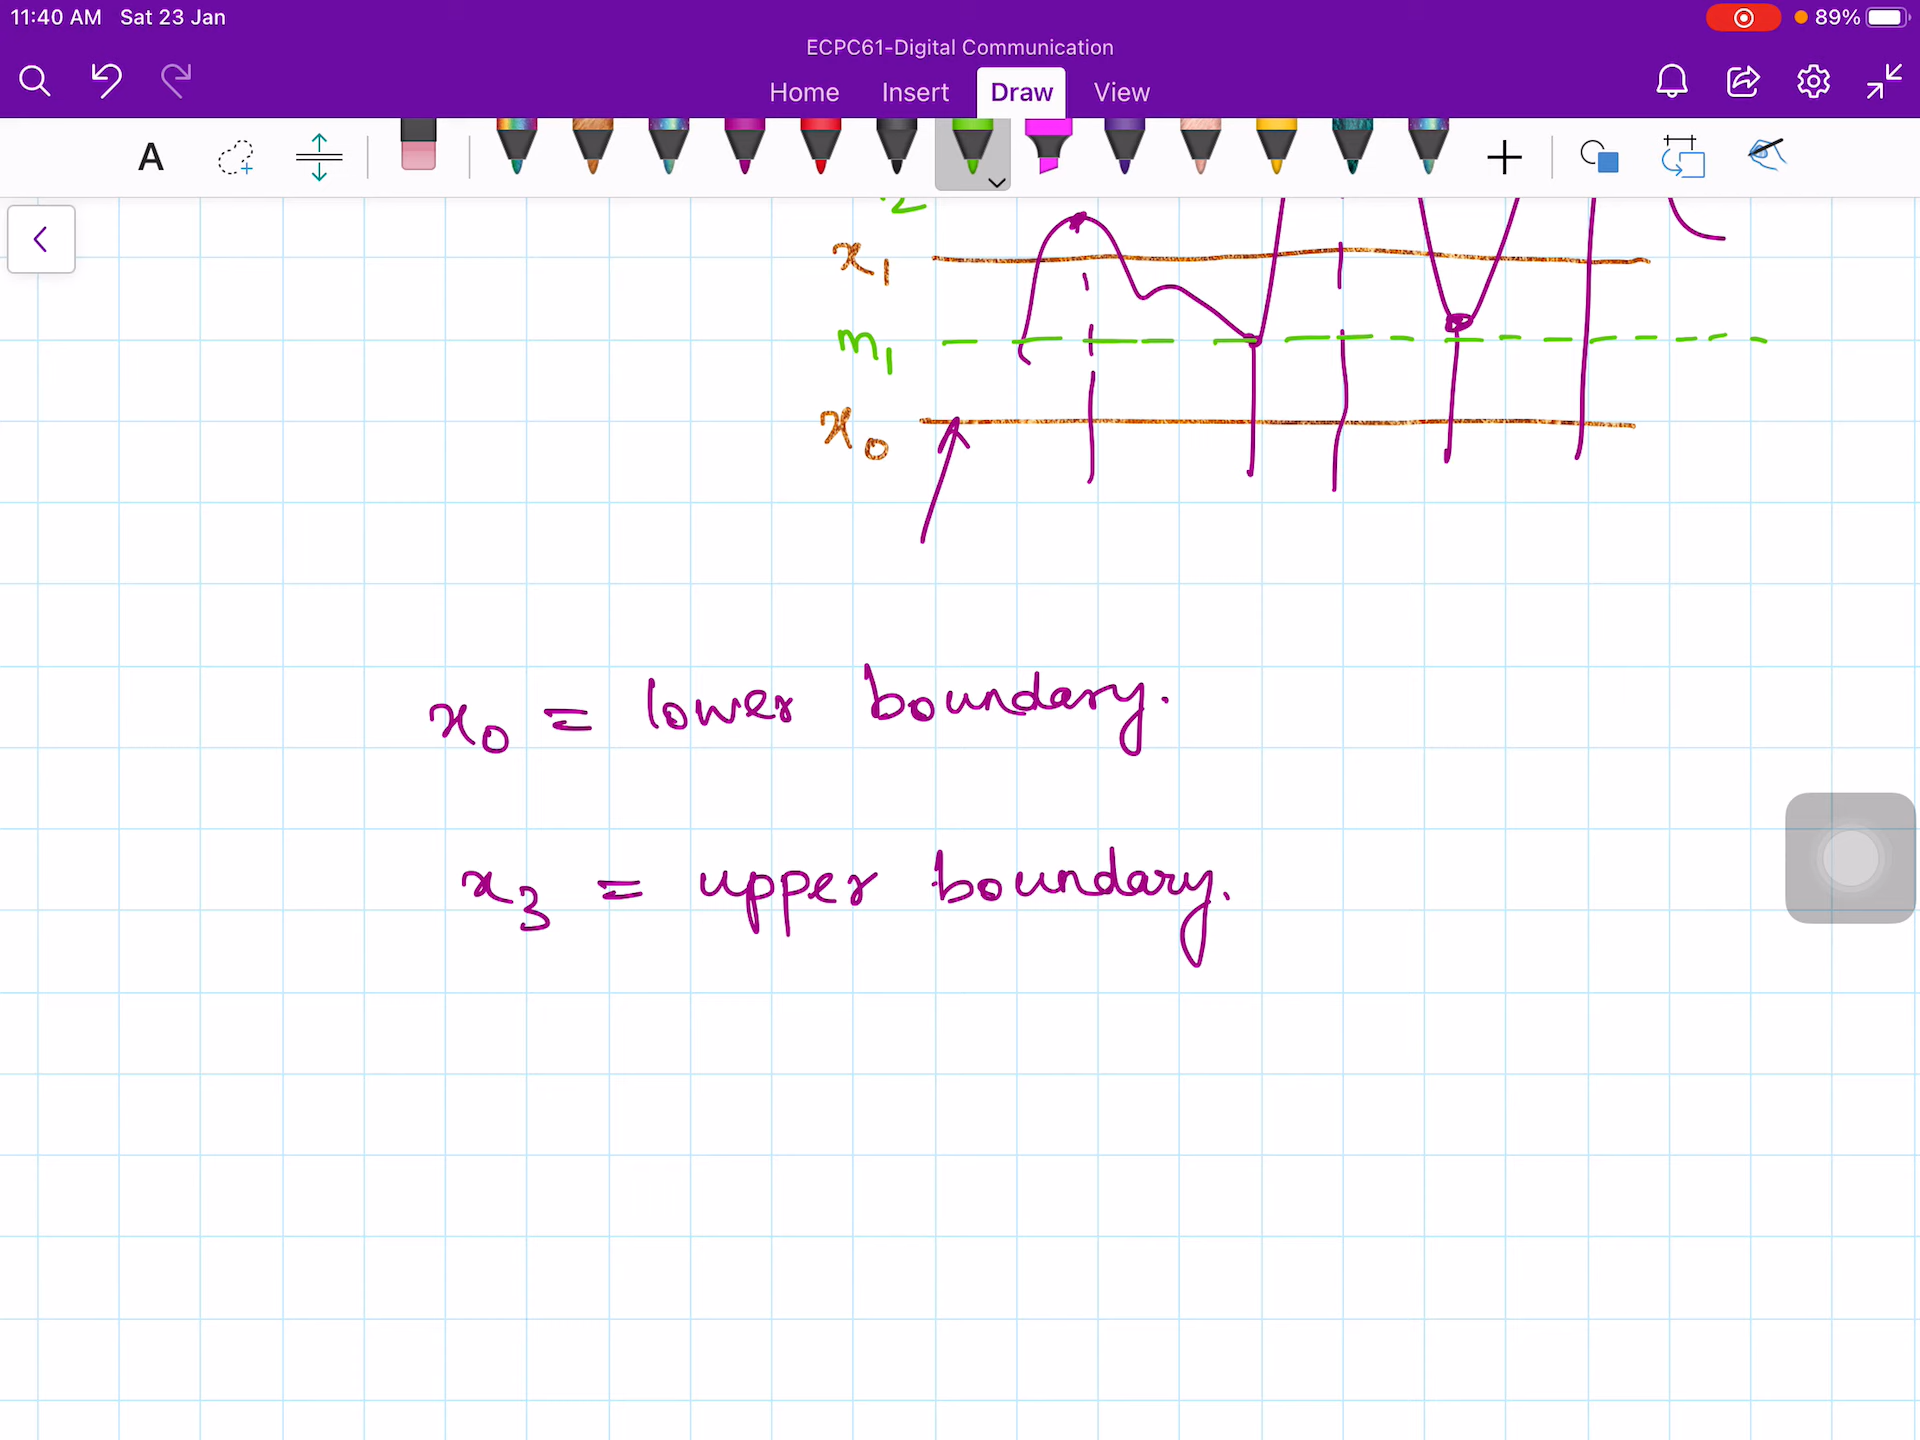 11:40 AM Sat 23 Jan
89%
ECPC61-Digital Communication
Home Insert Draw View
A
2
x₁
m₁
x₀
x₀ = lower boundary.
x₃ = upper boundary.